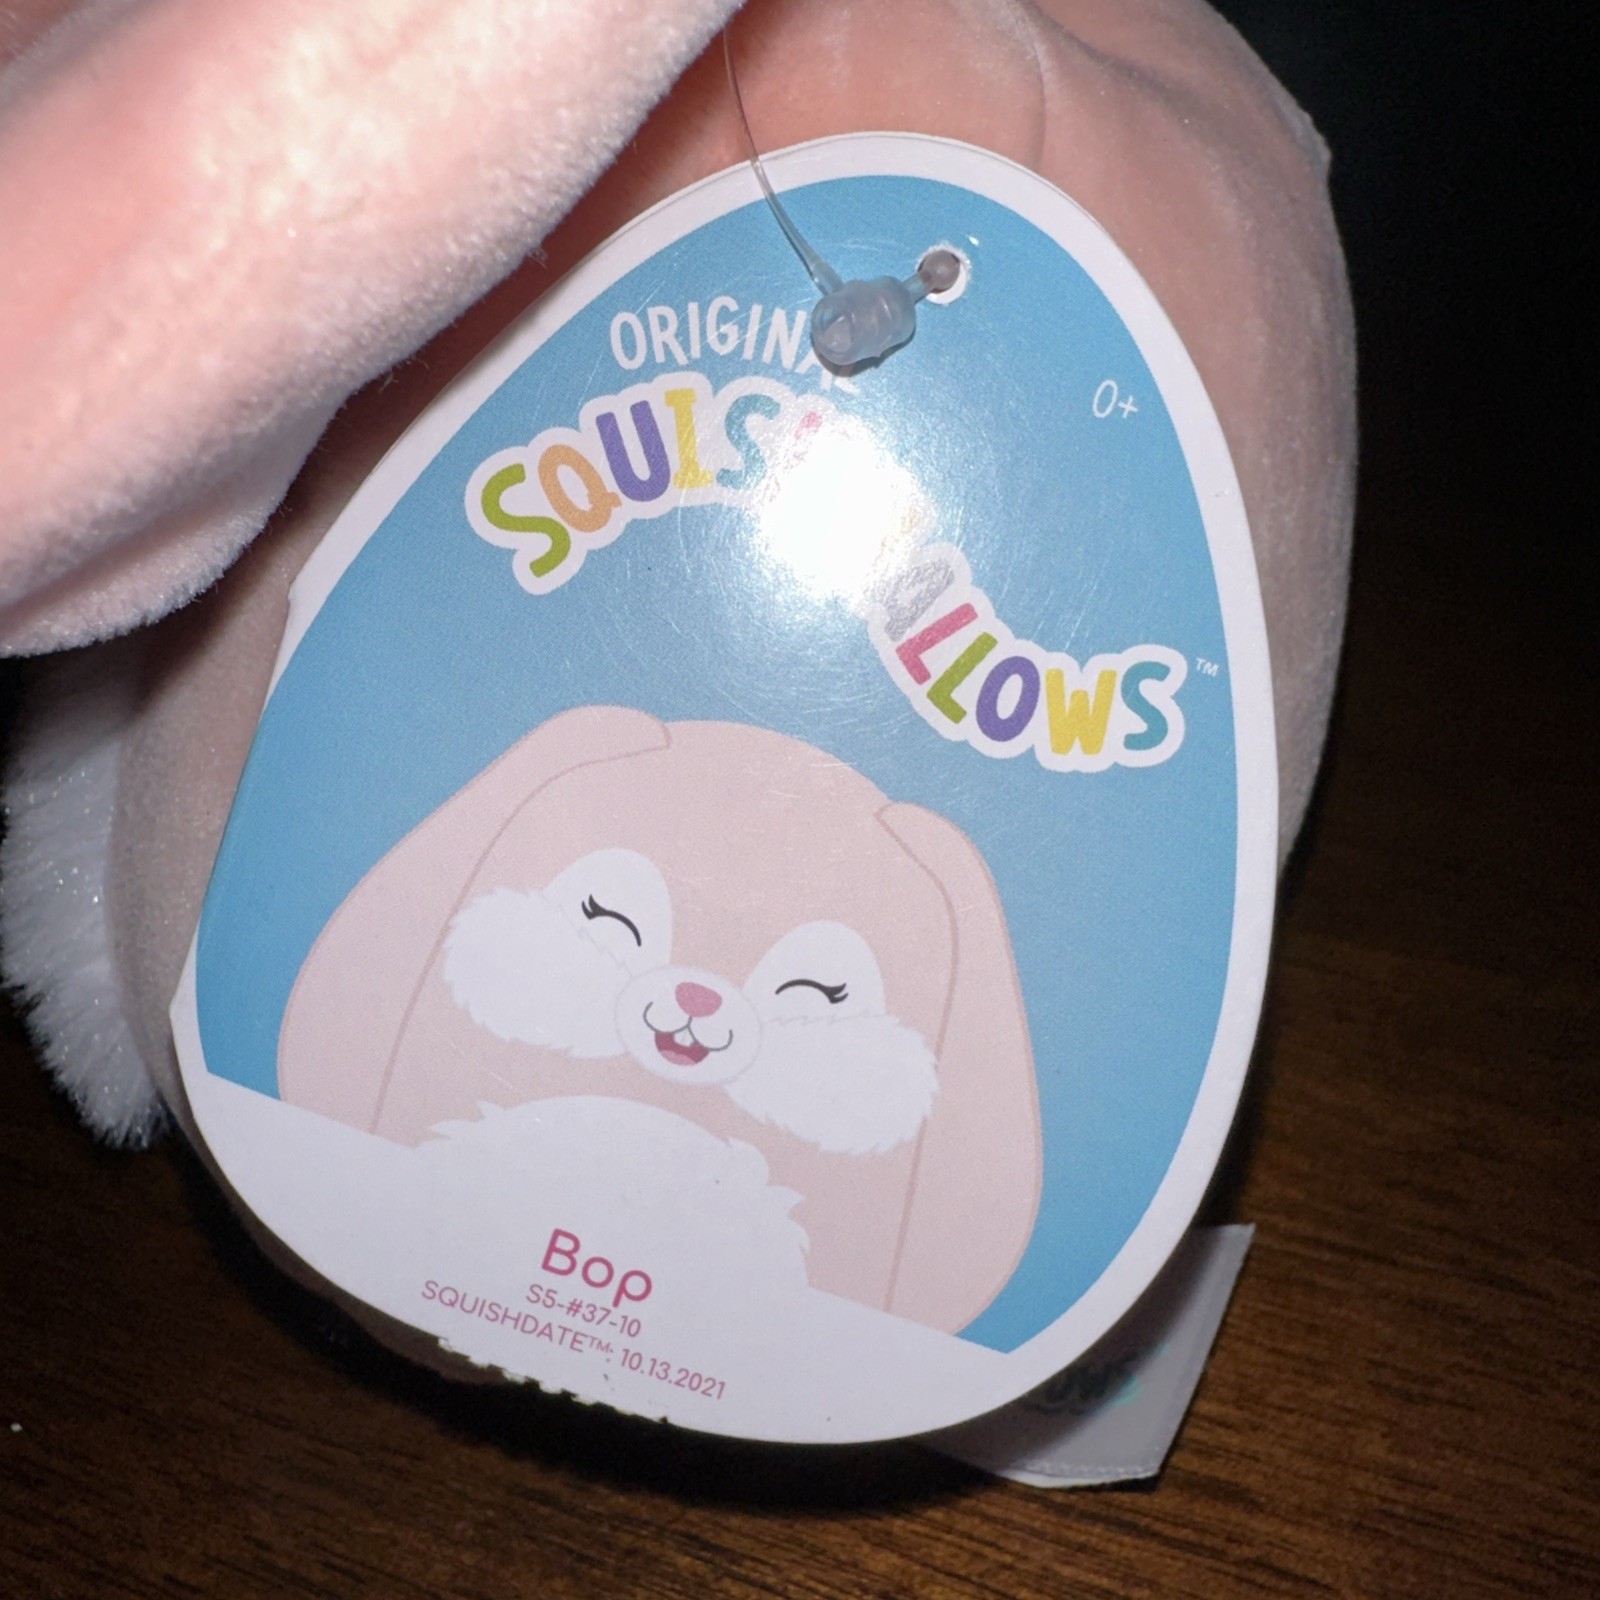 ORIGINAL
0+
SQUISHMALLOWS™
Bop
S5-#37-10
SQUISHDATE™: 10.13.2021